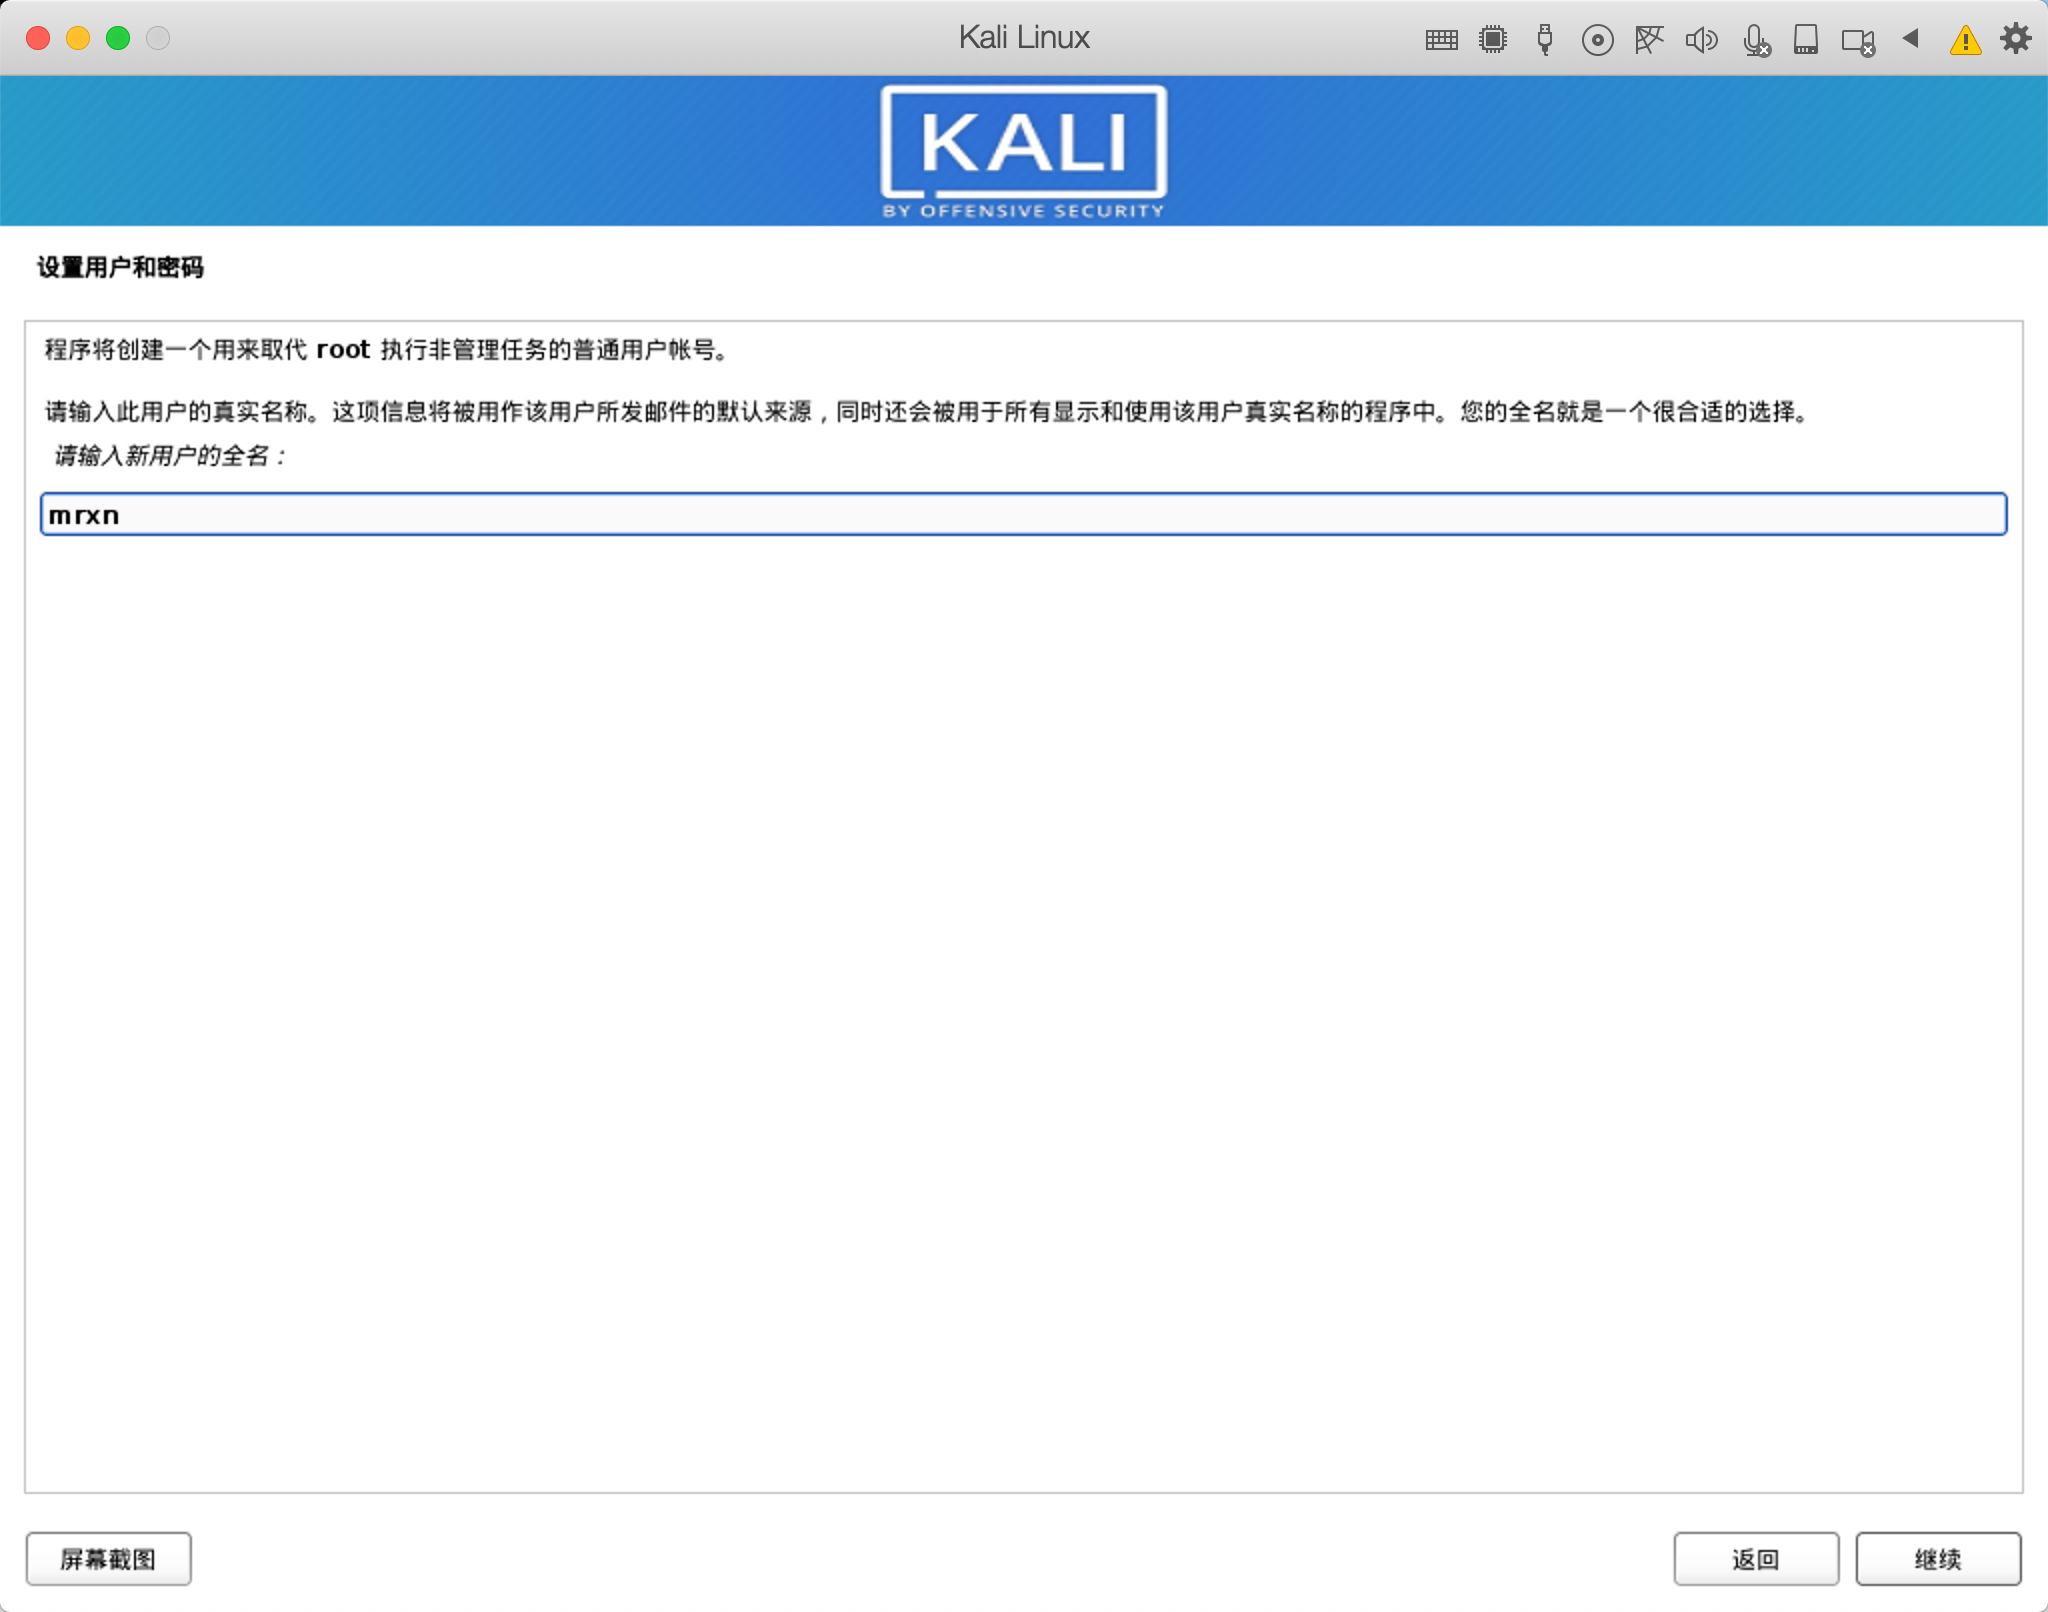 Kali Linux
KALI
BY OFFENSIVE SECURITY
设置用户和密码
程序将创建一个用来取代 root 执行非管理任务的普通用户帐号。
请输入此用户的真实名称。这项信息将被用作该用户所发邮件的默认来源，同时还会被用于所有显示和使用该用户真实名称的程序中。您的全名就是一个很合适的选择。
请输入新用户的全名：
mrxn
屏幕截图
返回
继续